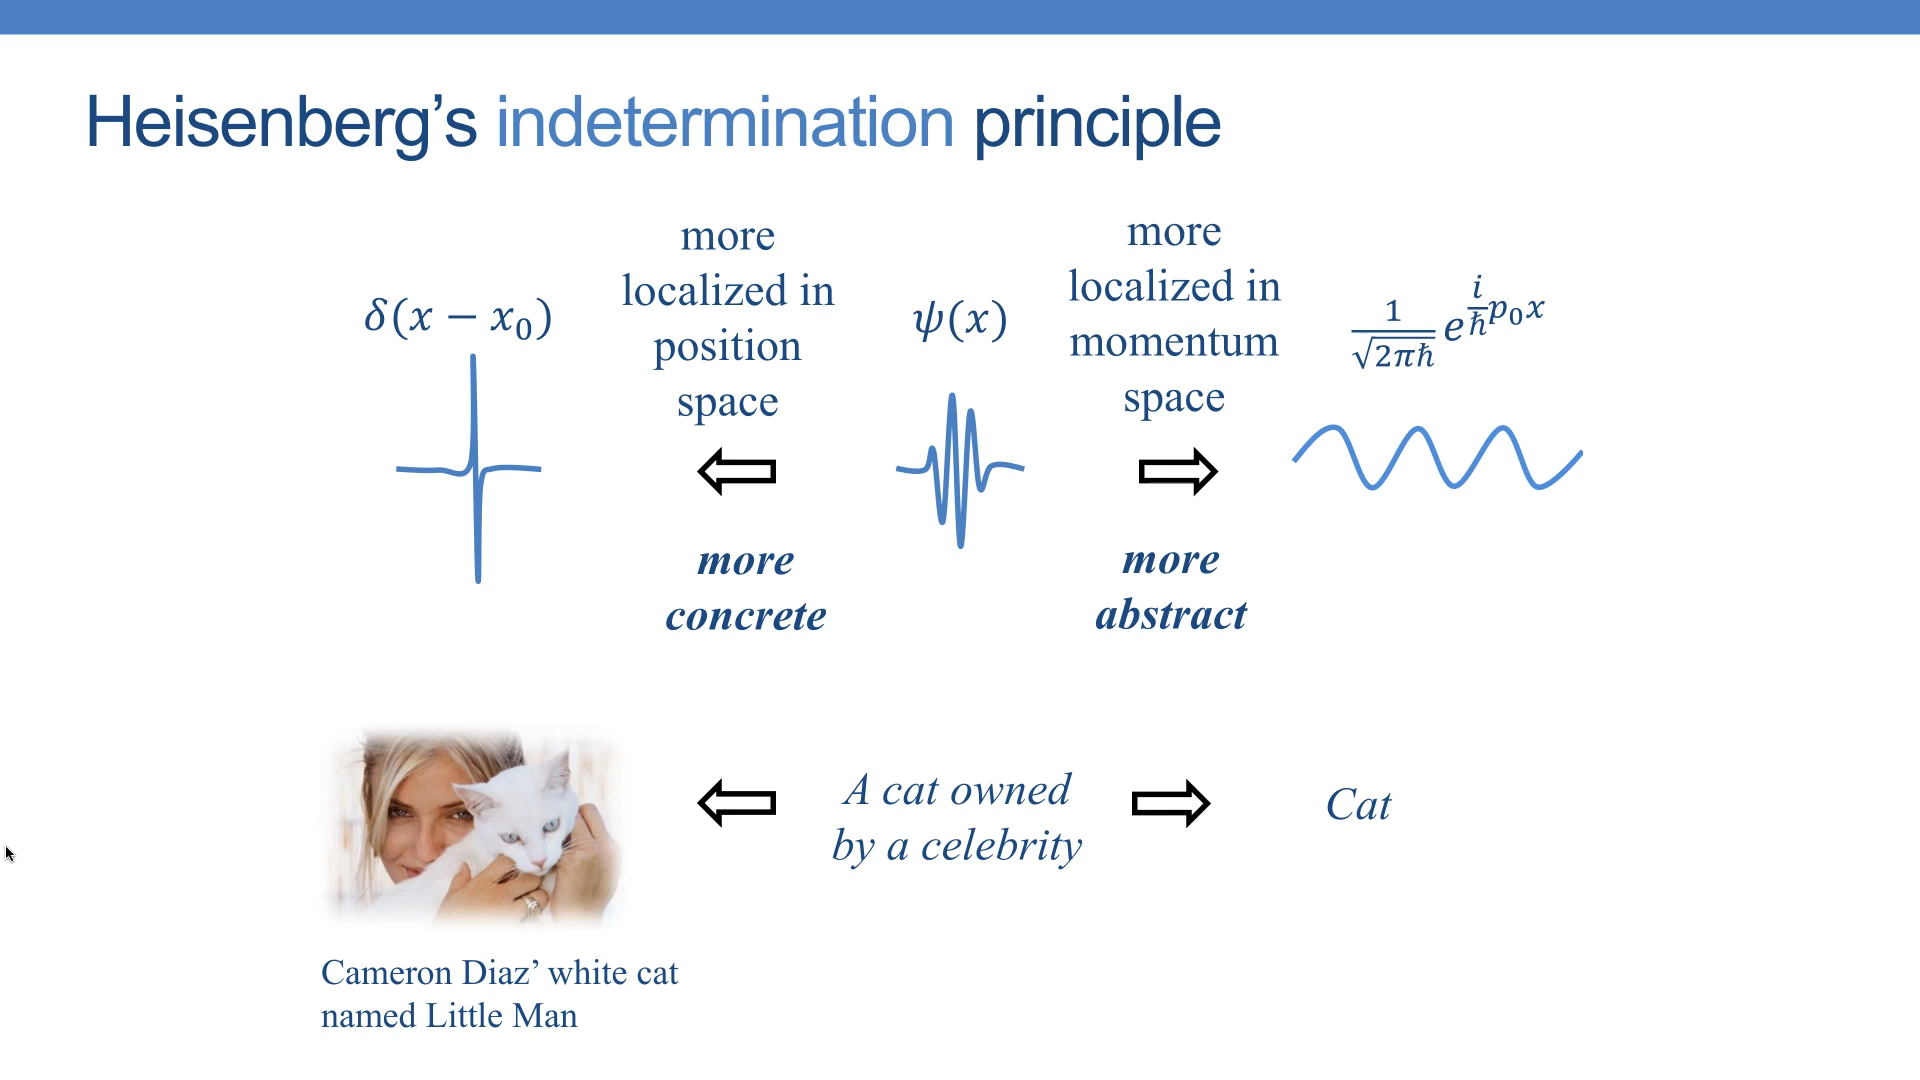 Heisenberg’s indetermination principle
more
localized in
position
space
more
localized in
momentum
space
δ(x − x₀)
ψ(x)
1/√2πℏ e^(i/ℏ p₀x)
more
concrete
more
abstract
A cat owned
by a celebrity
Cat
Cameron Diaz’ white cat
named Little Man